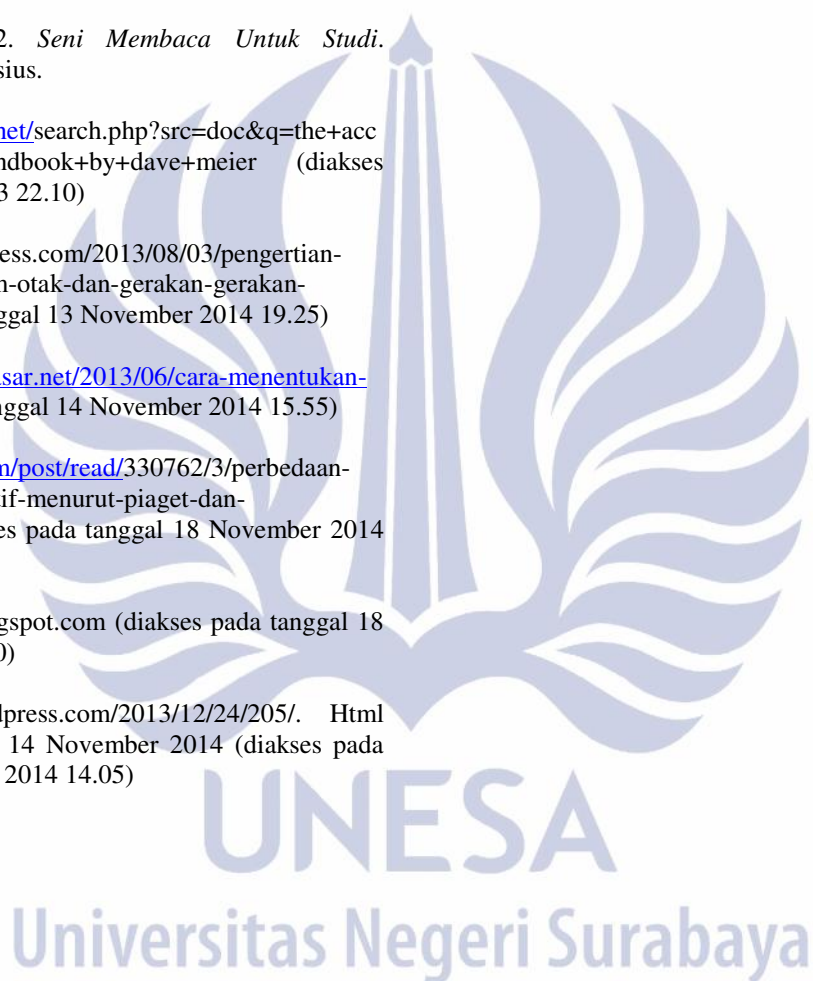 2. Seni Membaca Untuk Studi.
sius.
net/search.php?src=doc&q=the+acc
ndbook+by+dave+meier (diakses
3 22.10)
ess.com/2013/08/03/pengertian-
n-otak-dan-gerakan-gerakan-
ggal 13 November 2014 19.25)
asar.net/2013/06/cara-menentukan-
nggal 14 November 2014 15.55)
m/post/read/330762/3/perbedaan-
tif-menurut-piaget-dan-
es pada tanggal 18 November 2014
gspot.com (diakses pada tanggal 18
0)
dpress.com/2013/12/24/205/. Html
14 November 2014 (diakses pada
2014 14.05)
UNESA
Universitas Negeri Surabaya